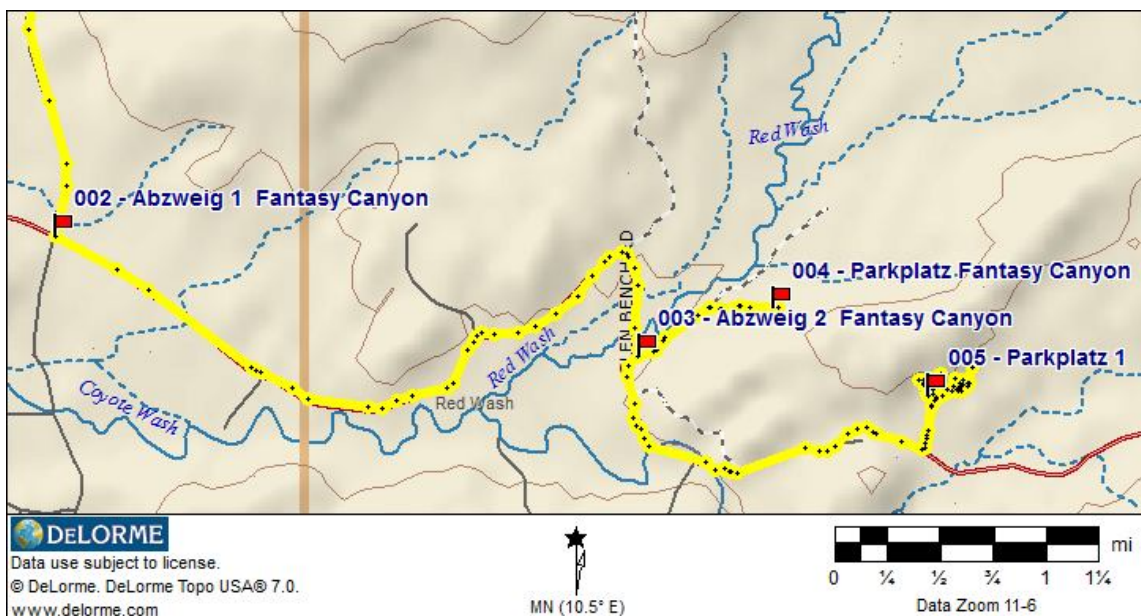 Red Wash
002 - Abzweig 1  Fantasy Canyon
004 - Parkplatz Fantasy Canyon
003 - Abzweig 2  Fantasy Canyon
005 - Parkplatz 1
Red Wash
Coyote Wash
Red Wash
DELORME
Data use subject to license.
© DeLorme. DeLorme Topo USA® 7.0.
www.delorme.com
MN (10.5° E)
mi
0 ¼ ½ ¾ 1 1¼
Data Zoom 11-6